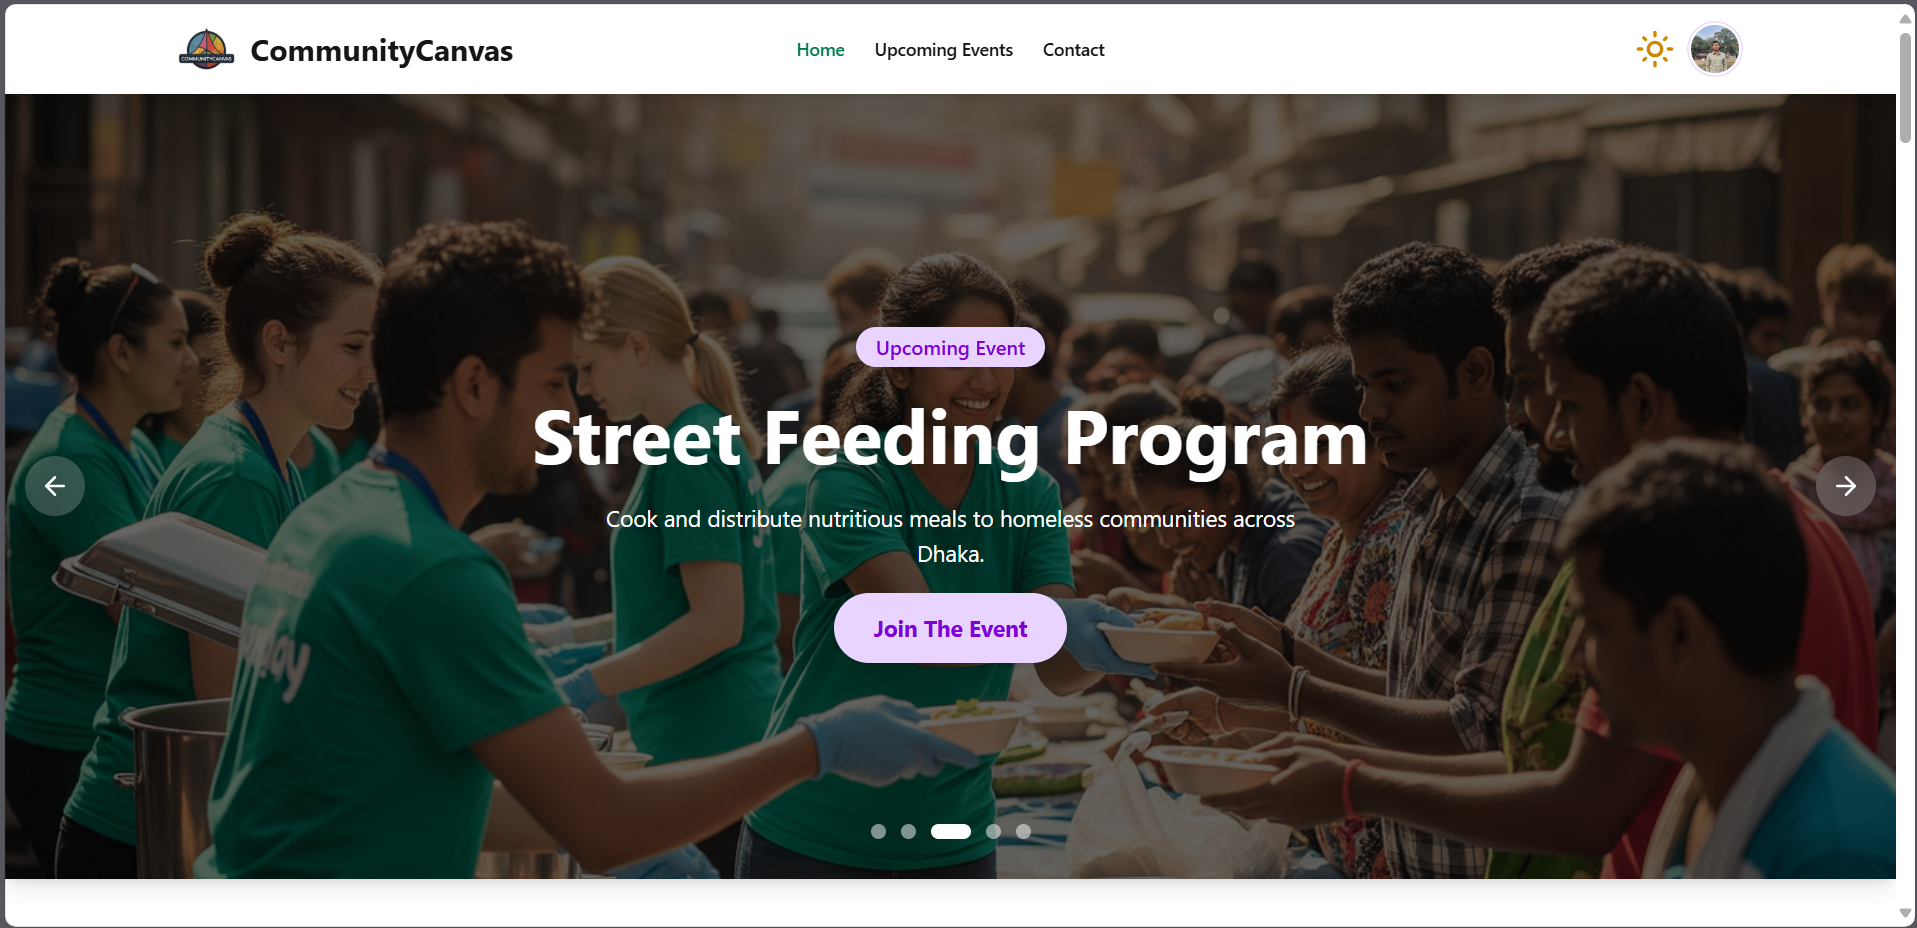 COMMUNITYCANVAS
CommunityCanvas
Home
Upcoming Events
Contact
Upcoming Event
Street Feeding Program
Cook and distribute nutritious meals to homeless communities across
Dhaka.
Join The Event